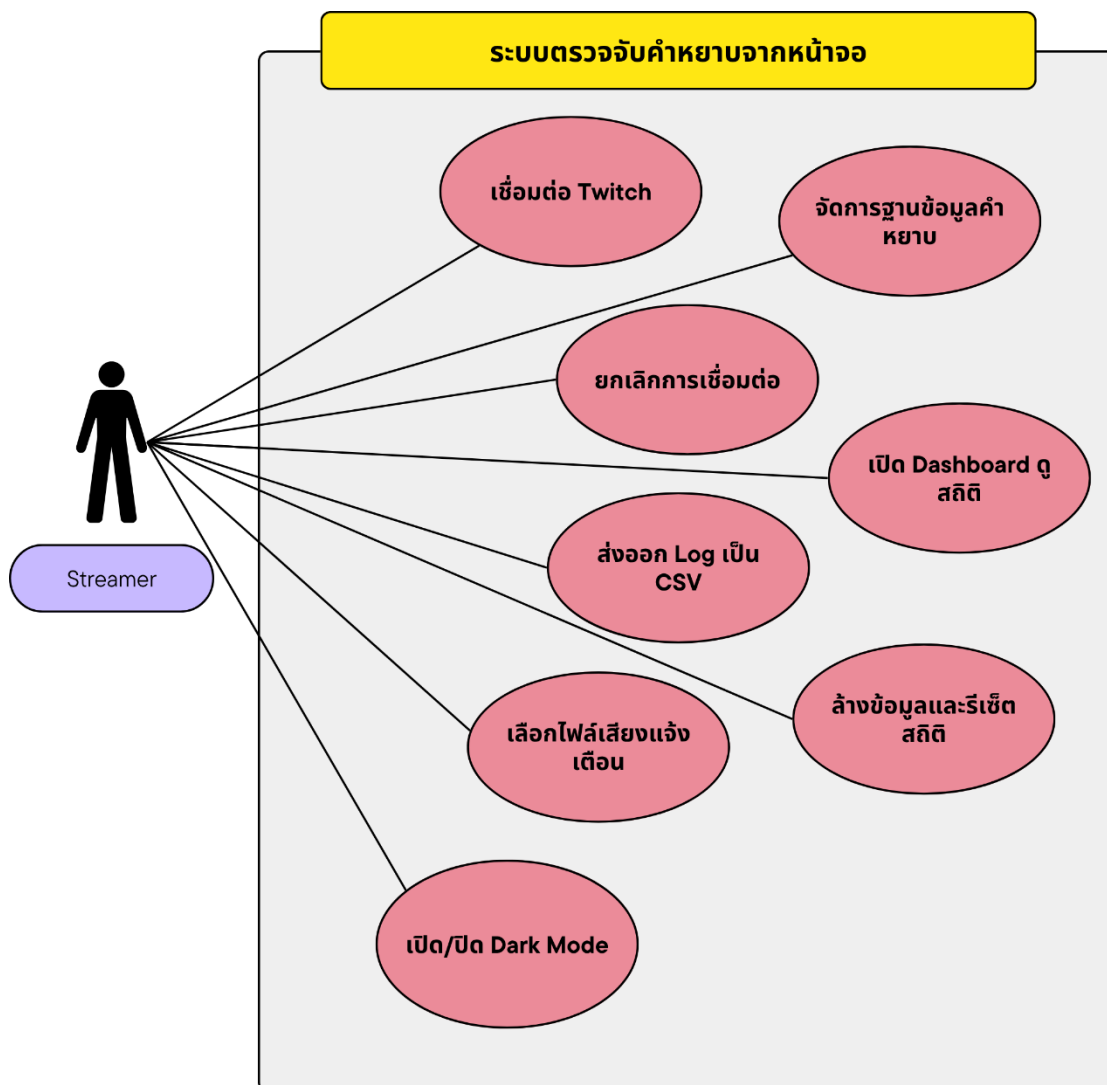 ระบบตรวจจับคำหยาบจากหน้าจอ
เชื่อมต่อ Twitch
จัดการฐานข้อมูลคำ
หยาบ
ยกเลิกการเชื่อมต่อ
เปิด Dashboard ดู
สถิติ
ส่งออก Log เป็น
CSV
Streamer
ล้างข้อมูลและรีเซ็ต
สถิติ
เลือกไฟล์เสียงแจ้ง
เตือน
เปิด/ปิด Dark Mode